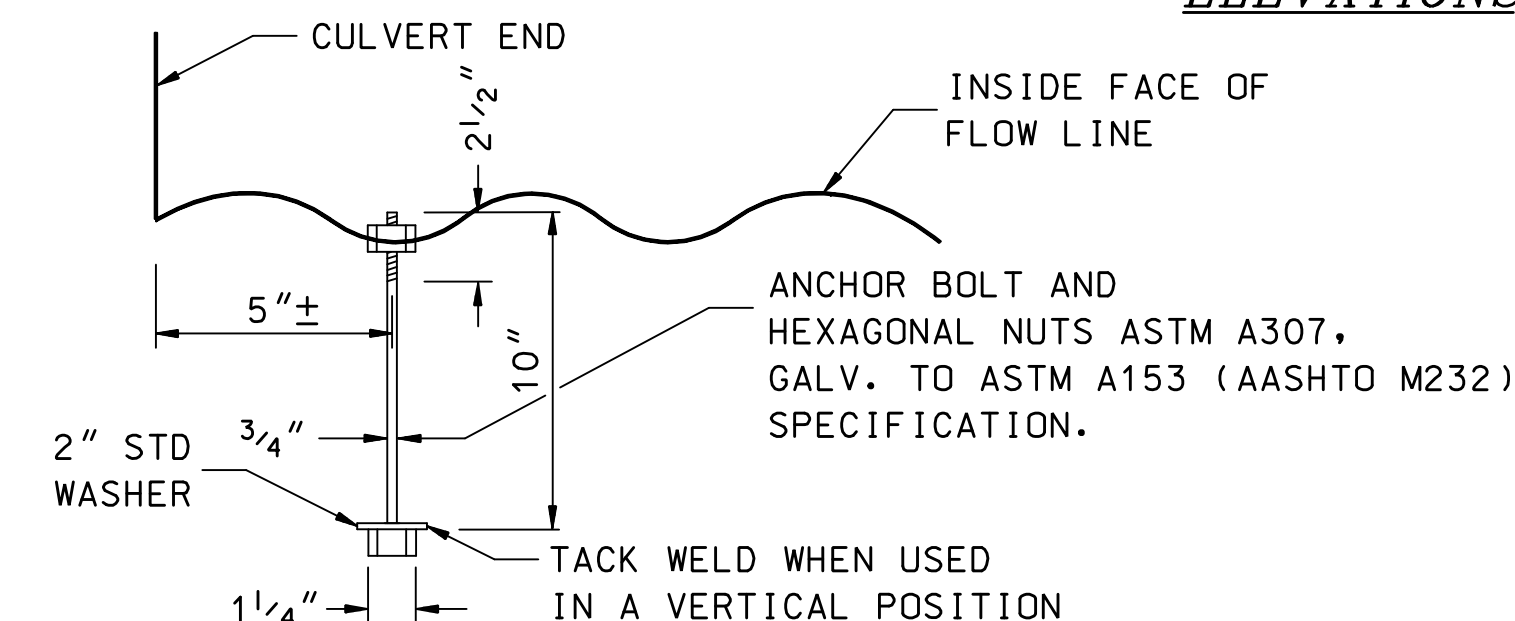 ELEVATIONS
CULVERT END
2 1/2"
INSIDE FACE OF
FLOW LINE
5"±
10"
ANCHOR BOLT AND
HEXAGONAL NUTS ASTM A307,
GALV. TO ASTM A153 (AASHTO M232)
SPECIFICATION.
3/4"
2" STD
WASHER
TACK WELD WHEN USED
IN A VERTICAL POSITION
1 1/4"